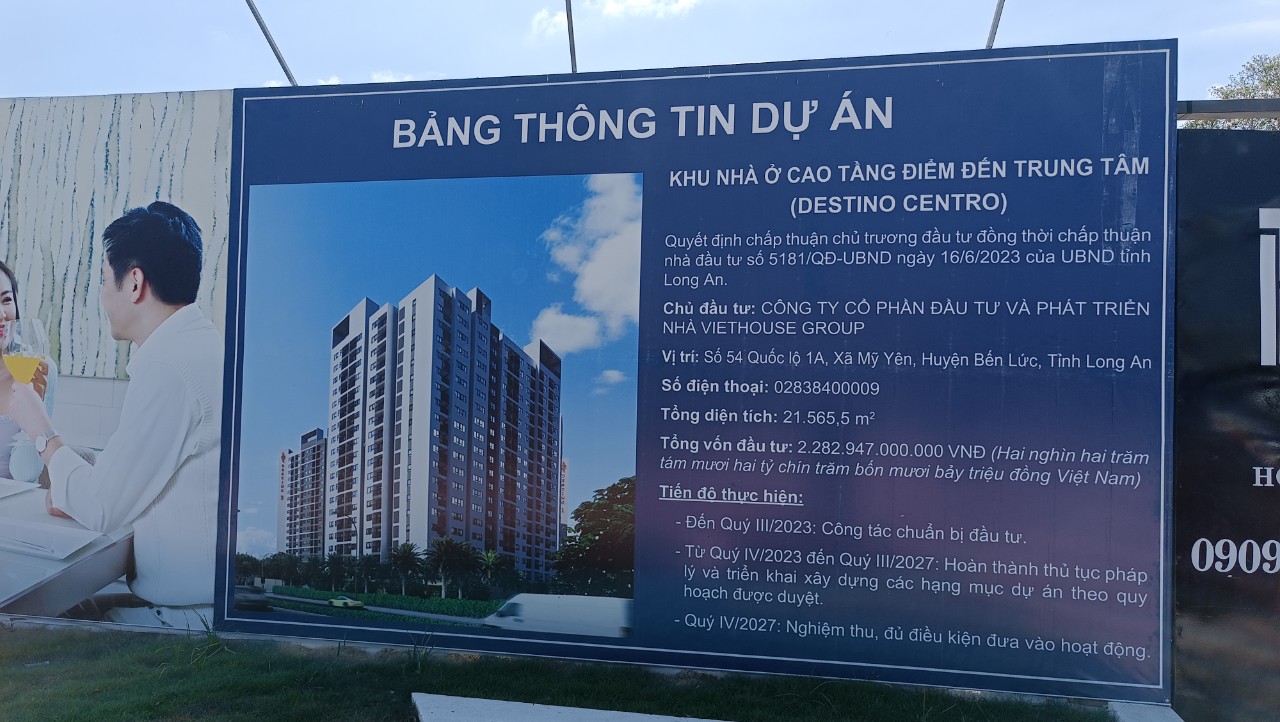 BẢNG THÔNG TIN DỰ ÁN
KHU NHÀ Ở CAO TẦNG ĐIỂM ĐẾN TRUNG TÂM
(DESTINO CENTRO)
Quyết định chấp thuận chủ trương đầu tư đồng thời chấp thuận
nhà đầu tư số 5181/QĐ-UBND ngày 16/6/2023 của UBND tỉnh
Long An.
Chủ đầu tư: CÔNG TY CỔ PHẦN ĐẦU TƯ VÀ PHÁT TRIỂN
NHÀ VIETHOUSE GROUP
Vị trí: Số 54 Quốc lộ 1A, Xã Mỹ Yên, Huyện Bến Lức, Tỉnh Long An
Số điện thoại: 02838400009
Tổng diện tích: 21.565,5 m²
Tổng vốn đầu tư: 2.282.947.000.000 VNĐ (Hai nghìn hai trăm
tám mươi hai tỷ chín trăm bốn mươi bảy triệu đồng Việt Nam)
Tiến độ thực hiện:
- Đến Quý III/2023: Công tác chuẩn bị đầu tư.
- Từ Quý IV/2023 đến Quý III/2027: Hoàn thành thủ tục pháp
lý và triển khai xây dựng các hạng mục dự án theo quy
hoạch được duyệt.
- Quý IV/2027: Nghiệm thu, đủ điều kiện đưa vào hoạt động.
0909